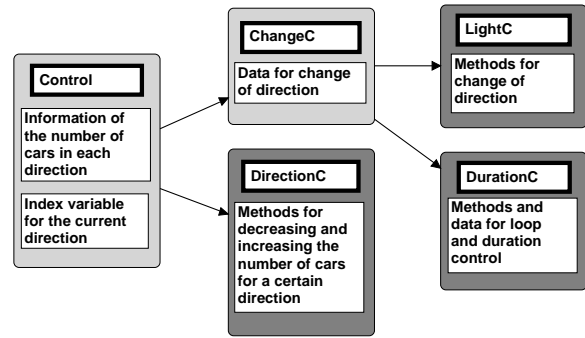 Control
Information of
the number of
cars in each
direction
Index variable
for the current
direction
ChangeC
Data for change
of direction
DirectionC
Methods for
decreasing and
increasing the
number of cars
for a certain
direction
LightC
Methods for
change of
direction
DurationC
Methods and
data for loop
and duration
control